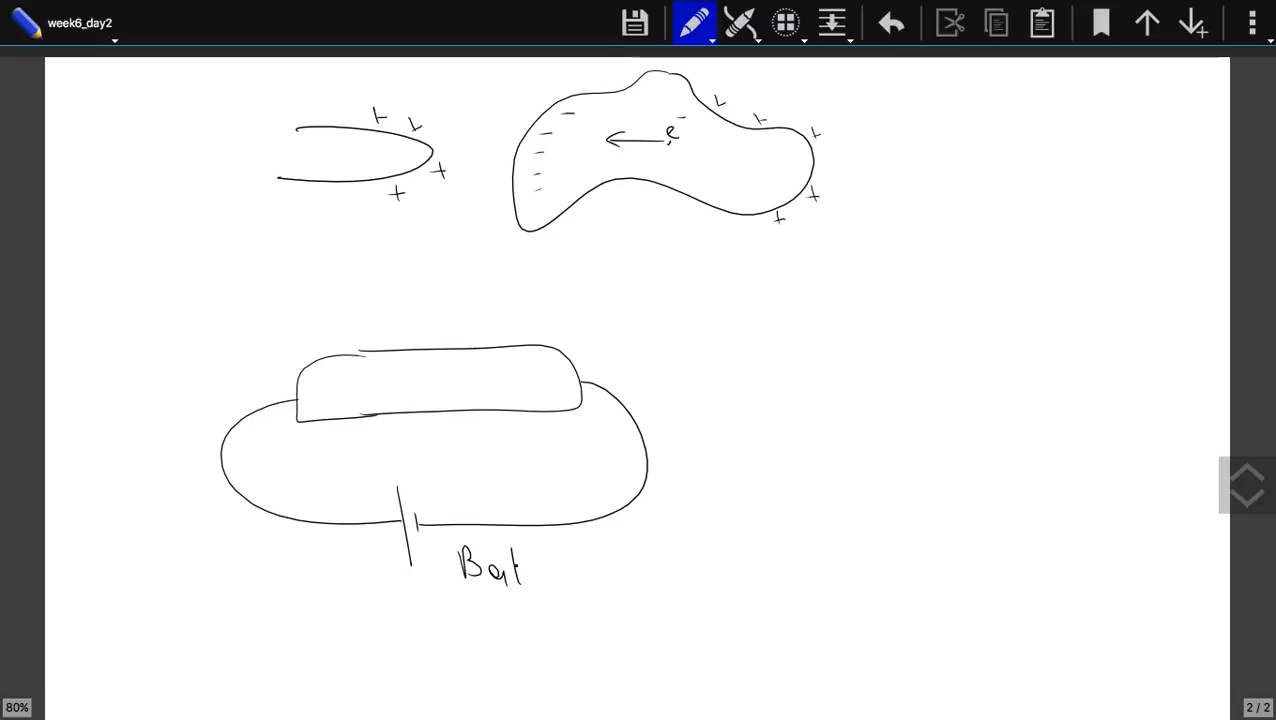 week6_day2
+ + + +
- - - - -
e-
+ + + + +
Bat
80%
2 / 2